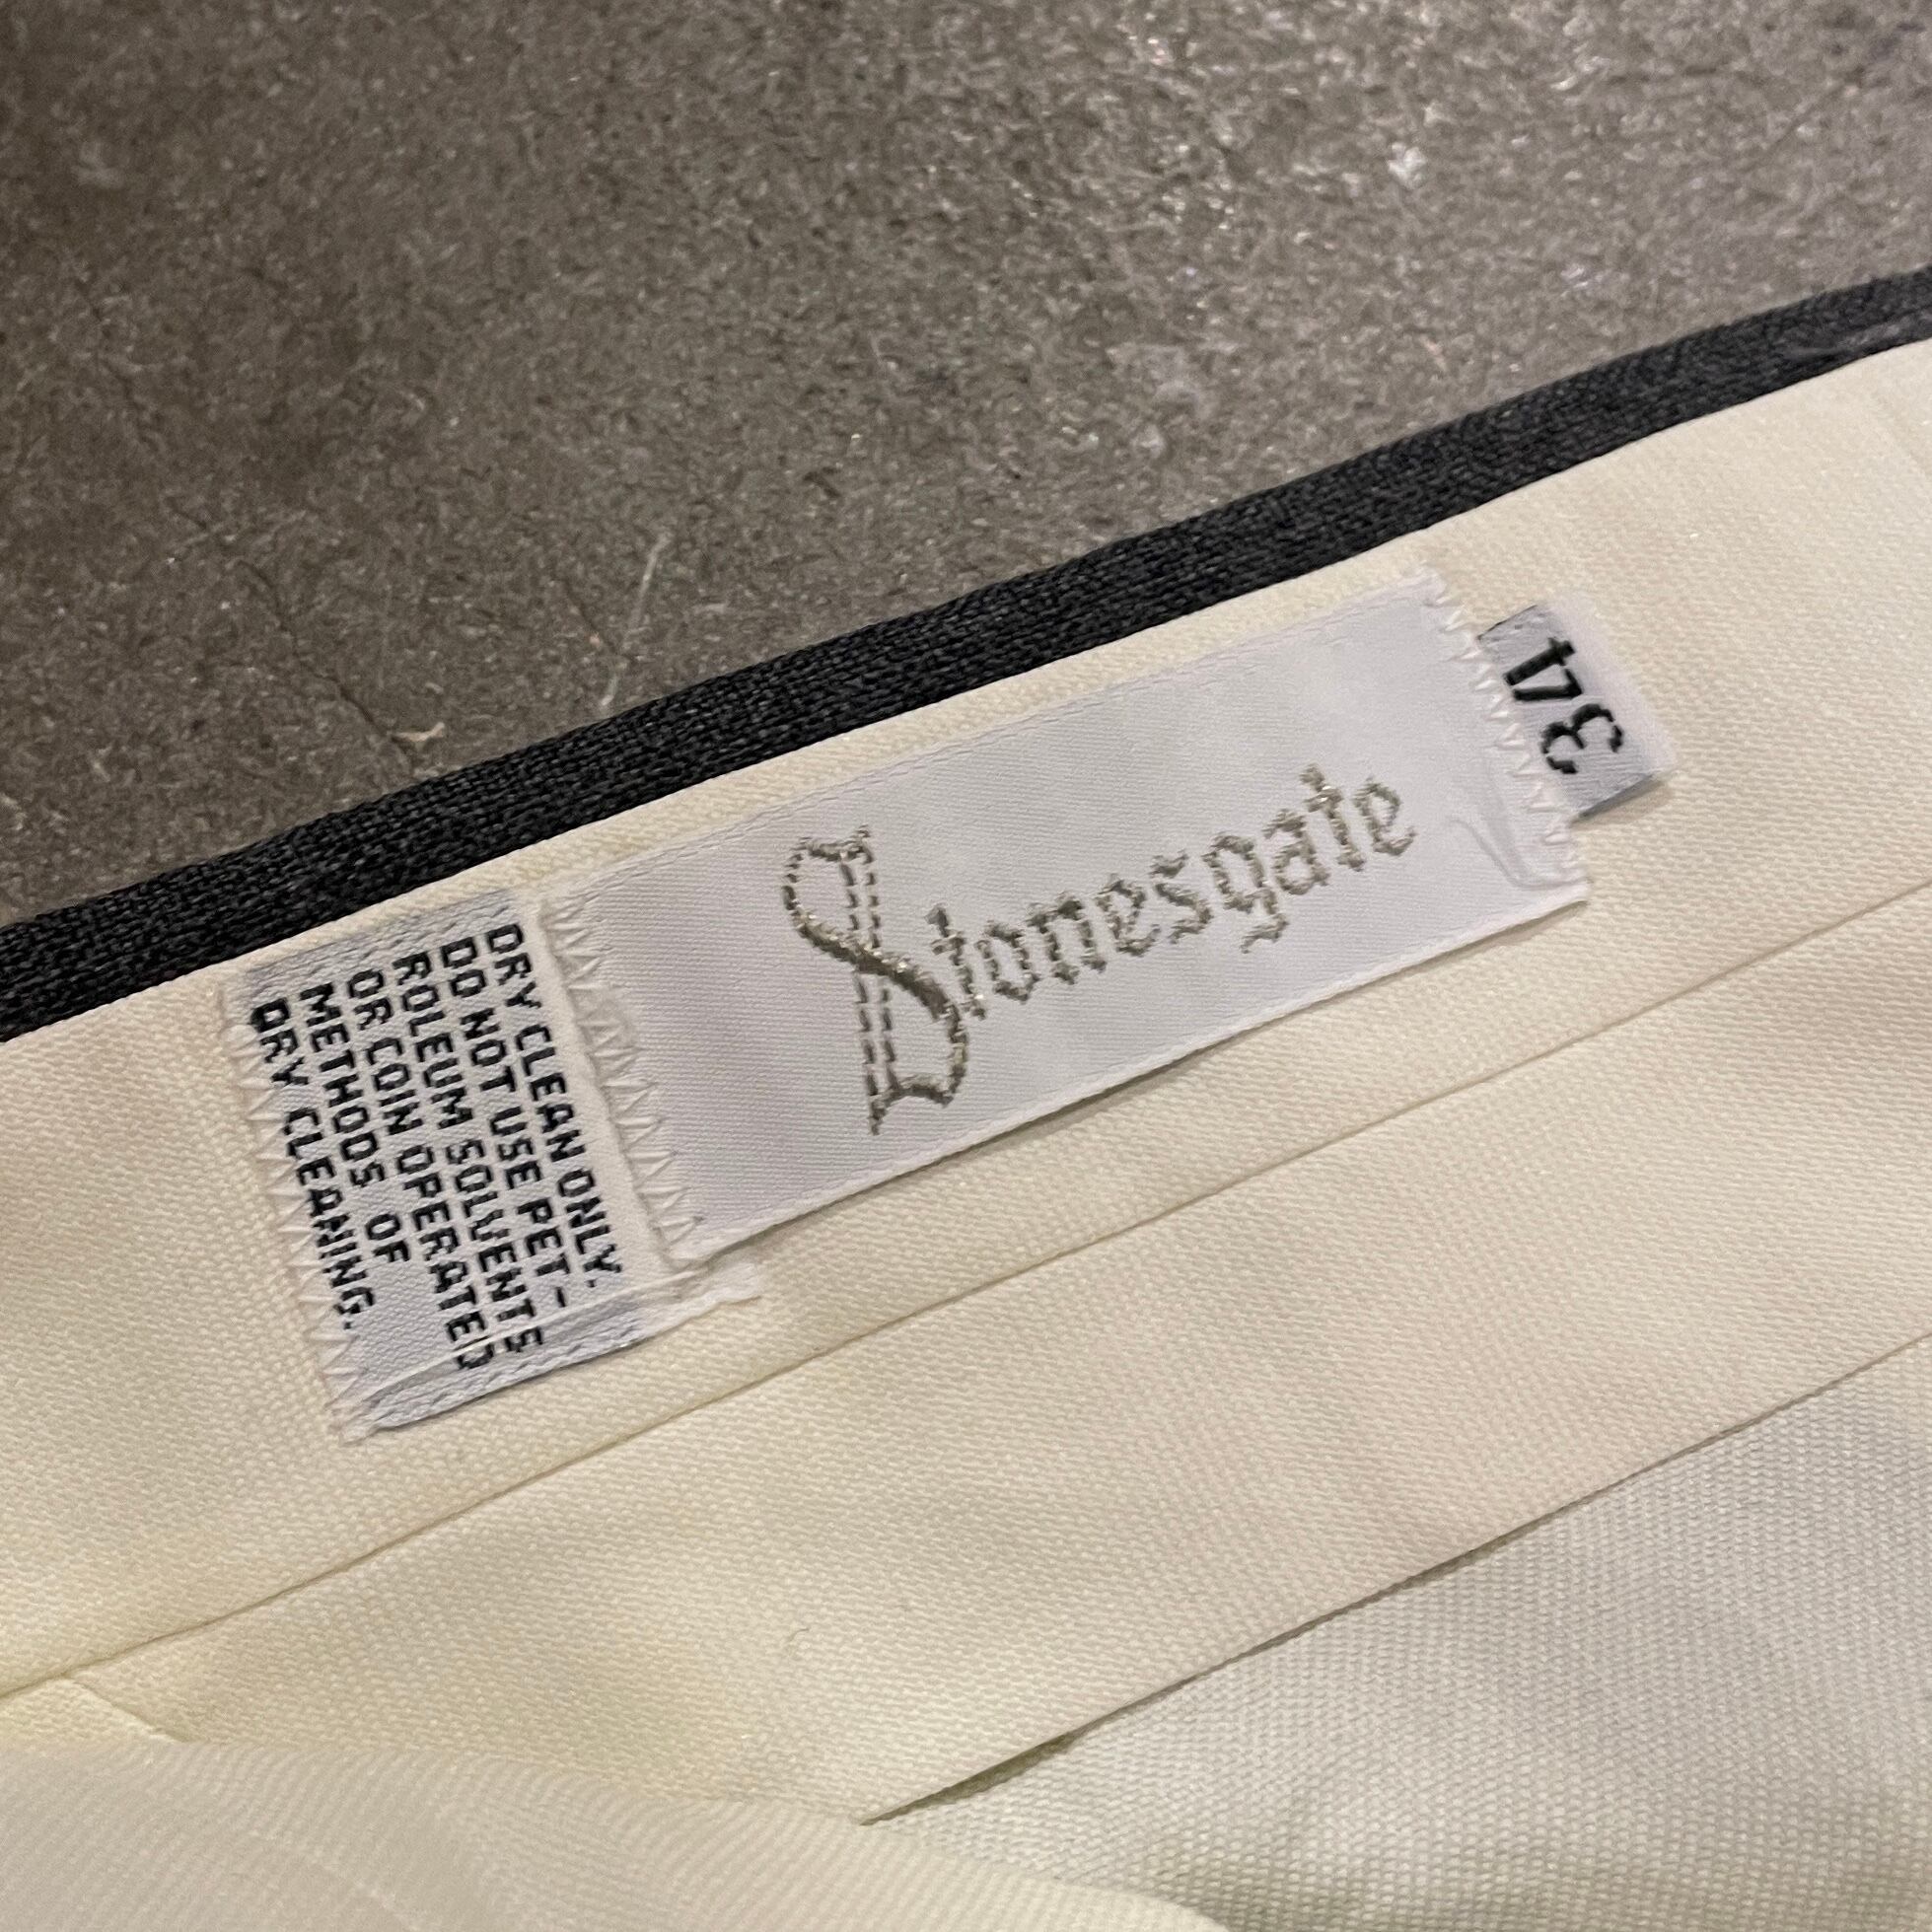 DRY CLEAN ONLY.
DO NOT USE PET-
ROLEUM SOLVENTS
OR COIN OPERATED
METHODS OF
DRY CLEANING.
Stonesgate
34